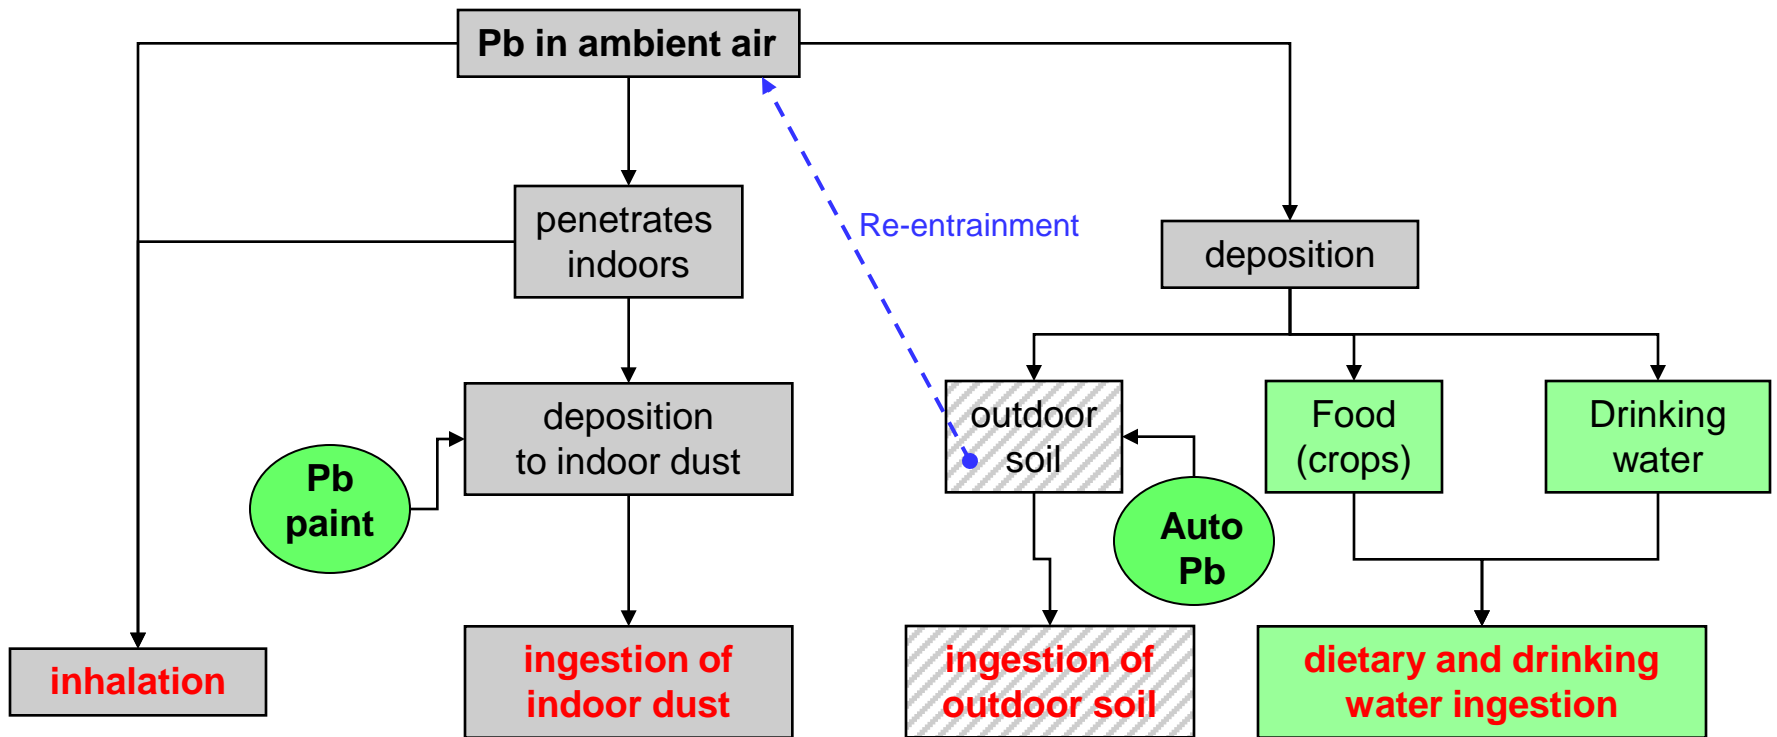 Pb in ambient air
penetrates
indoors
Re-entrainment
deposition
deposition
to indoor dust
outdoor
soil
Food
(crops)
Drinking
water
Pb
paint
Auto
Pb
inhalation
ingestion of
indoor dust
ingestion of
outdoor soil
dietary and drinking
water ingestion